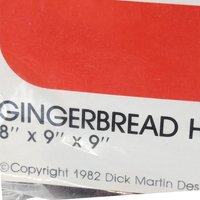 GINGERBREAD H
8" x 9" x 9"
©Copyright 1982 Dick Martin Des